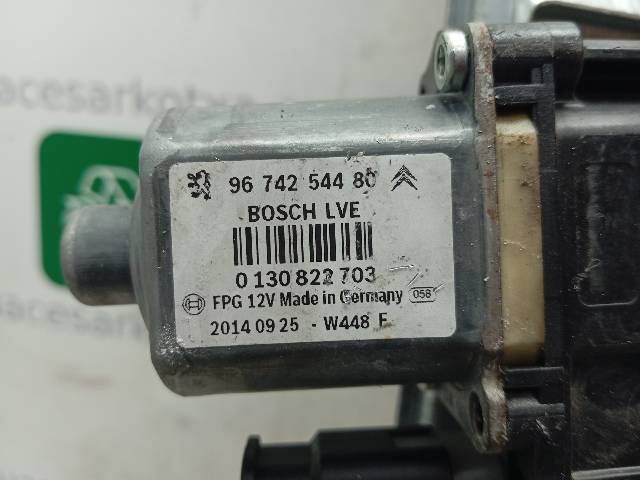 96 742 544 80
BOSCH LVE
0 130 822 703
FPG 12V Made in Germany 058
2014 09 25 - W448 F